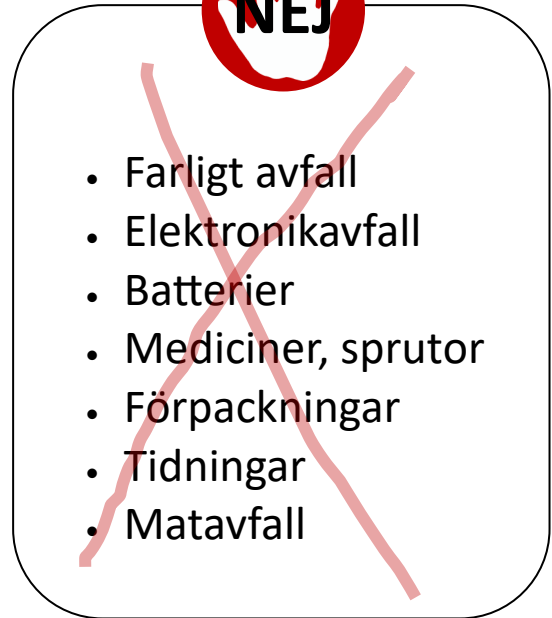 NEJ
• Farligt avfall
• Elektronikavfall
• Batterier
• Mediciner, sprutor
• Förpackningar
• Tidningar
• Matavfall